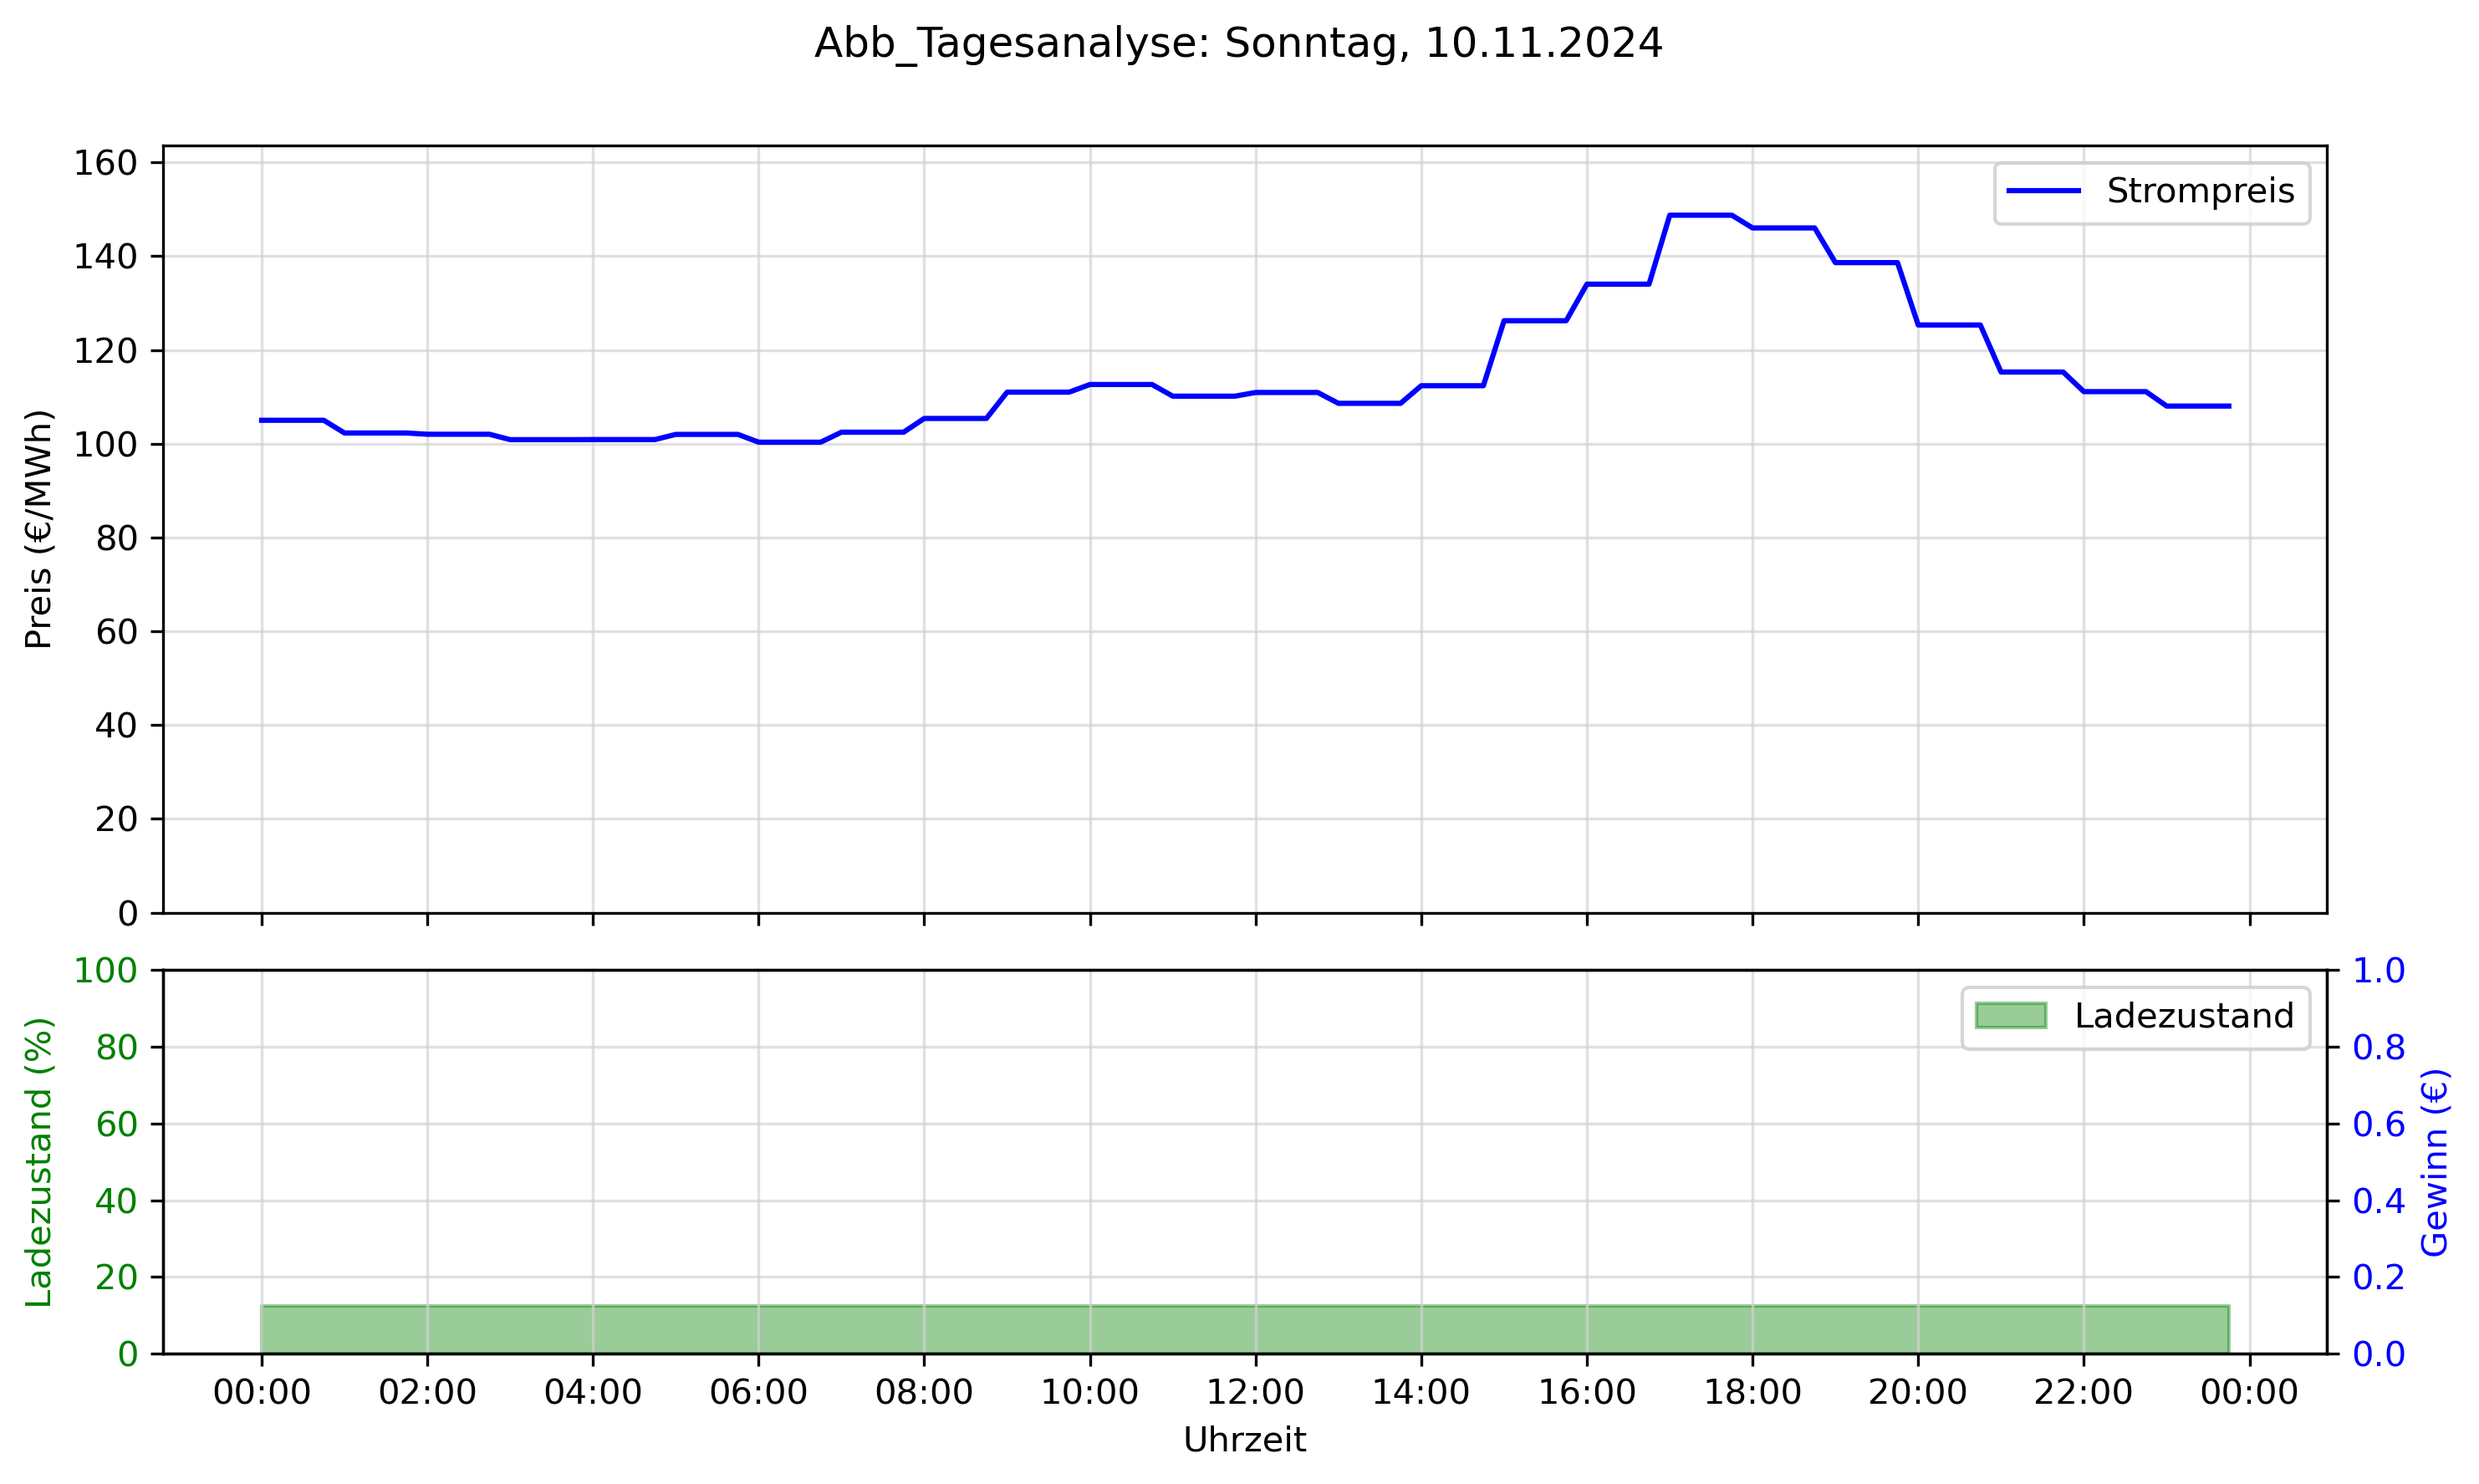 Abb_Tagesanalyse: Sonntag, 10.11.2024
Preis (€/MWh)
160
140
120
100
80
60
40
20
0
Strompreis
Ladezustand (%)
100
80
60
40
20
0
Ladezustand
1.0
0.8
0.6
0.4
0.2
0.0
Gewinn (€)
00:00 02:00 04:00 06:00 08:00 10:00 12:00 14:00 16:00 18:00 20:00 22:00 00:00
Uhrzeit